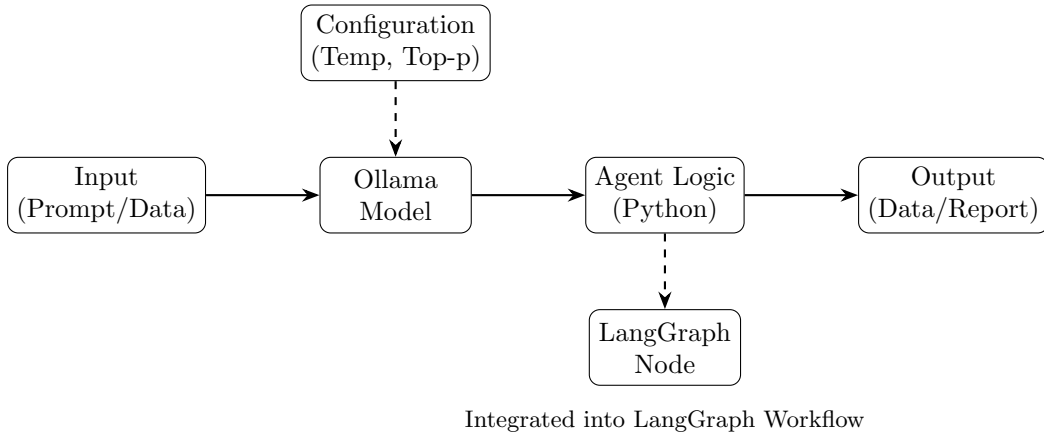 Configuration
(Temp, Top-p)
Input
(Prompt/Data)
Ollama
Model
Agent Logic
(Python)
Output
(Data/Report)
LangGraph
Node
Integrated into LangGraph Workflow